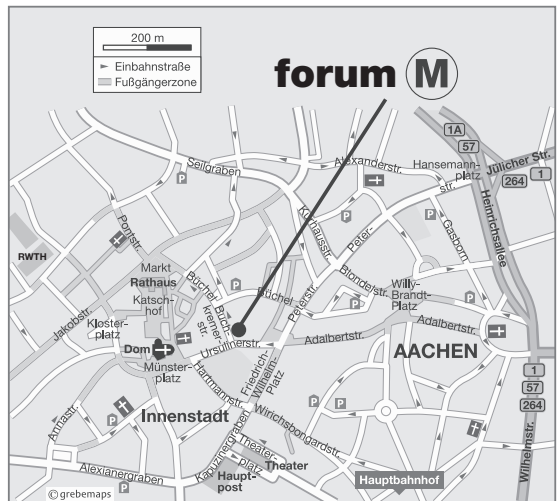 200 m
Einbahnstraße
Fußgängerzone
forum M
1A
57
Jülicher Str.
264
1
Hansemann-
platz
Alexanderstr.
Seilgraben
Peter-
str.
Heinrichsallee
Kurhausstr.
Gasborn
Pontstr.
RWTH
Markt
Rathaus
Katsch-
hof
Büchel
Büchel
Buch-
kremer-
str.
Peterstr.
Blondelstr.
Willy-
Brandt-
Platz
Jakobstr.
Kloster-
platz
Dom
Ursulinerstr.
Adalbertstr.
Adalbertstr.
AACHEN
Münster-
platz
Hartmannstr.
Friedrich-
Wilhelm-
Platz
1
57
264
Wilhelmstr.
Annastr.
Innenstadt
Wirichsbongardstr.
Kapuzinergraben
Theater-
platz
Theater
Alexianergraben
Haupt-
post
Hauptbahnhof
P
P
P
P
P
P
P
P
P
P
P
©grebemaps